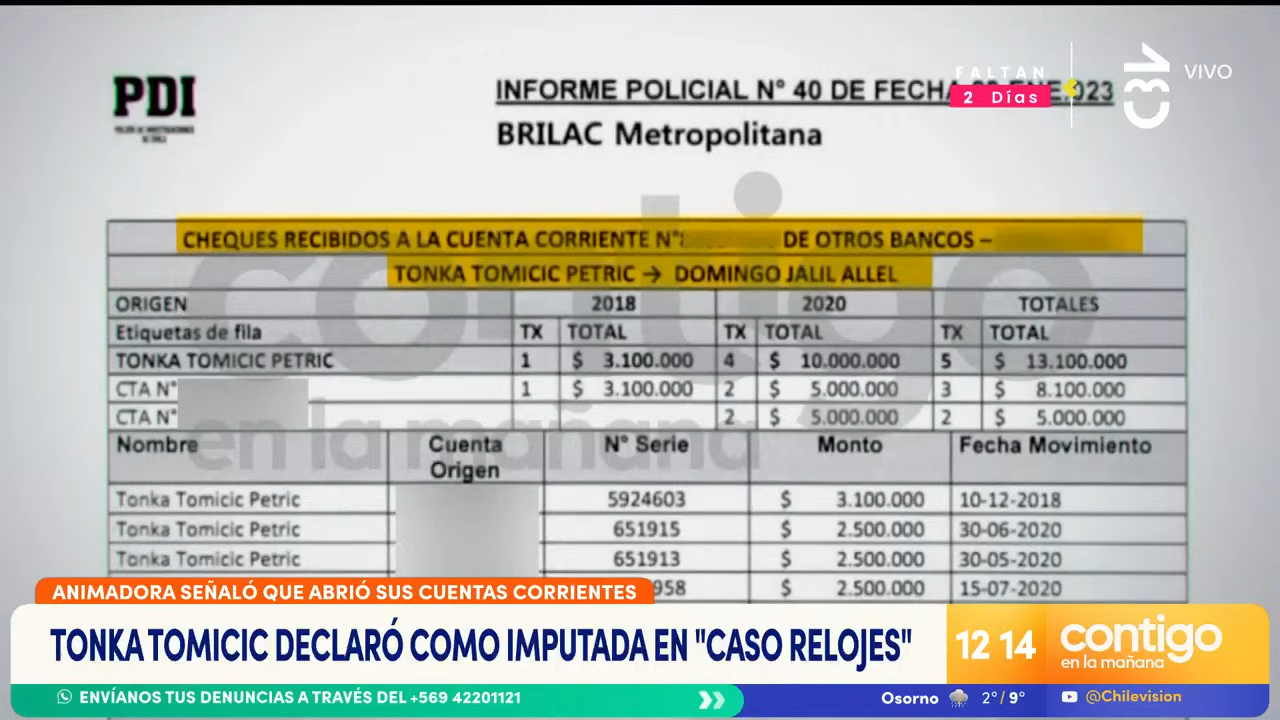 PDI
INFORME POLICIAL N° 40 DE FECHA
BRILAC Metropolitana
FALTAN
2 Días
VIVO
CHEQUES RECIBIDOS A LA CUENTA CORRIENTE N° DE OTROS BANCOS –
TONKA TOMICIC PETRIC → DOMINGO JALIL ALLEL
ORIGEN 2018 2020 TOTALES
Etiquetas de fila TX TOTAL TX TOTAL TX TOTAL
TONKA TOMICIC PETRIC 1 $ 3.100.000 4 $ 10.000.000 5 $ 13.100.000
CTA N° 1 $ 3.100.000 2 $ 5.000.000 3 $ 8.100.000
CTA N° 2 $ 5.000.000 2 $ 5.000.000
Nombre Cuenta Origen N° Serie Monto Fecha Movimiento
Tonka Tomicic Petric 5924603 $ 3.100.000 10-12-2018
Tonka Tomicic Petric 651915 $ 2.500.000 30-06-2020
Tonka Tomicic Petric 651913 $ 2.500.000 30-05-2020
958 $ 2.500.000 15-07-2020
contigo
en la mañana
ANIMADORA SEÑALÓ QUE ABRIÓ SUS CUENTAS CORRIENTES
TONKA TOMICIC DECLARÓ COMO IMPUTADA EN "CASO RELOJES"
12 14
contigo
en la mañana
ENVÍANOS TUS DENUNCIAS A TRAVÉS DEL +569 42201121
Osorno 2° / 9°
@Chilevision